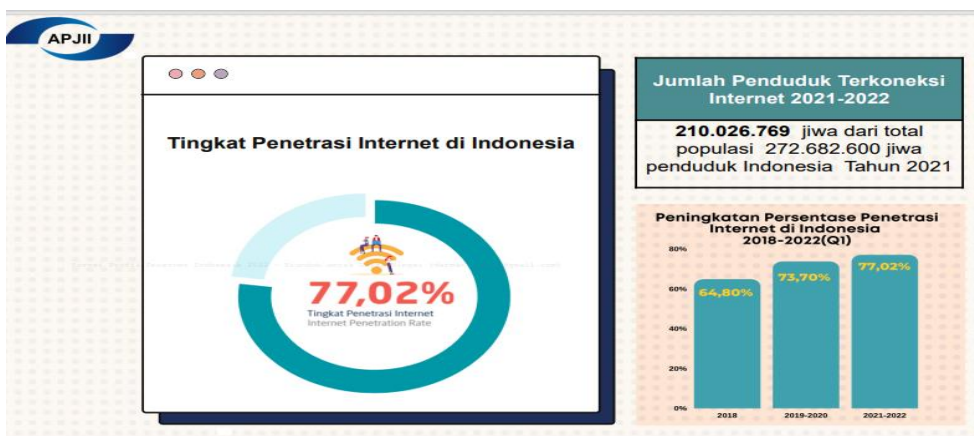 APJII
Tingkat Penetrasi Internet di Indonesia
77,02%
Tingkat Penetrasi Internet
Internet Penetration Rate
Jumlah Penduduk Terkoneksi
Internet 2021-2022
210.026.769 jiwa dari total
populasi 272.682.600 jiwa
penduduk Indonesia Tahun 2021
Peningkatan Persentase Penetrasi
Internet di Indonesia
2018-2022(Q1)
80%
60%
40%
20%
0%
64,80%
73,70%
77,02%
2018
2019-2020
2021-2022